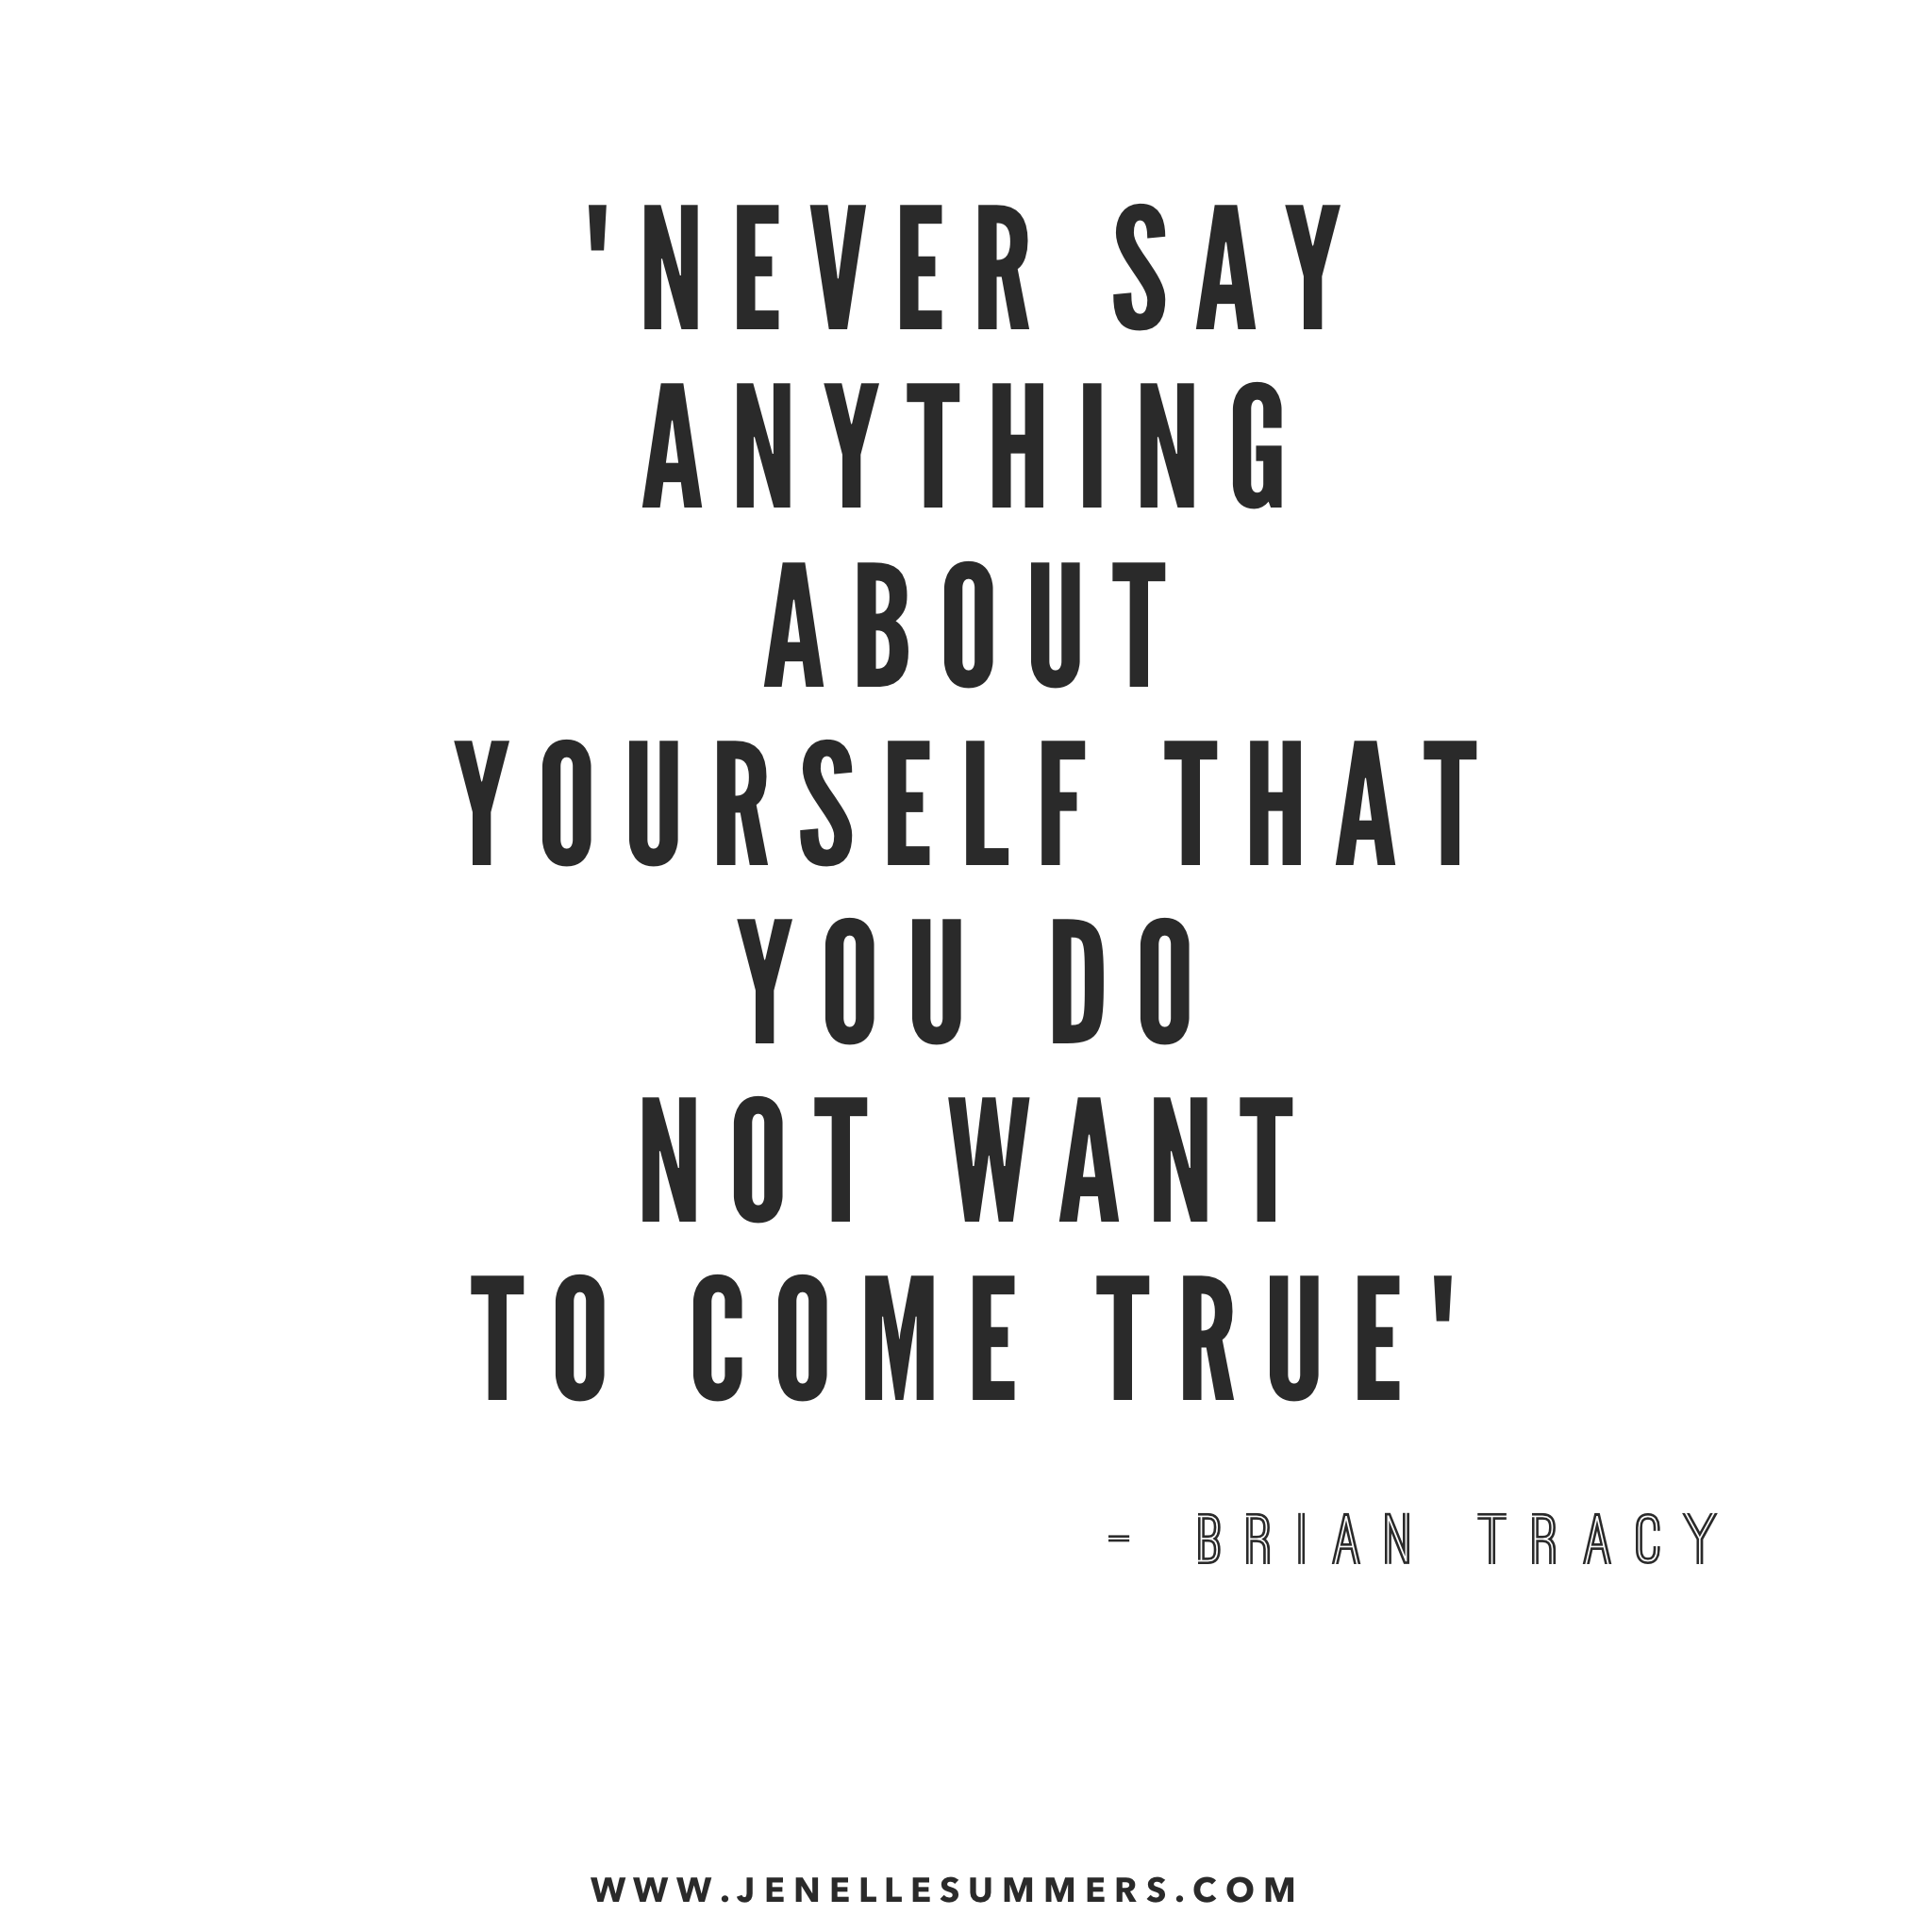 'NEVER SAY
ANYTHING
ABOUT
YOURSELF THAT
YOU DO
NOT WANT
TO COME TRUE'
- BRIAN TRACY
WWW.JENELLESUMMERS.COM